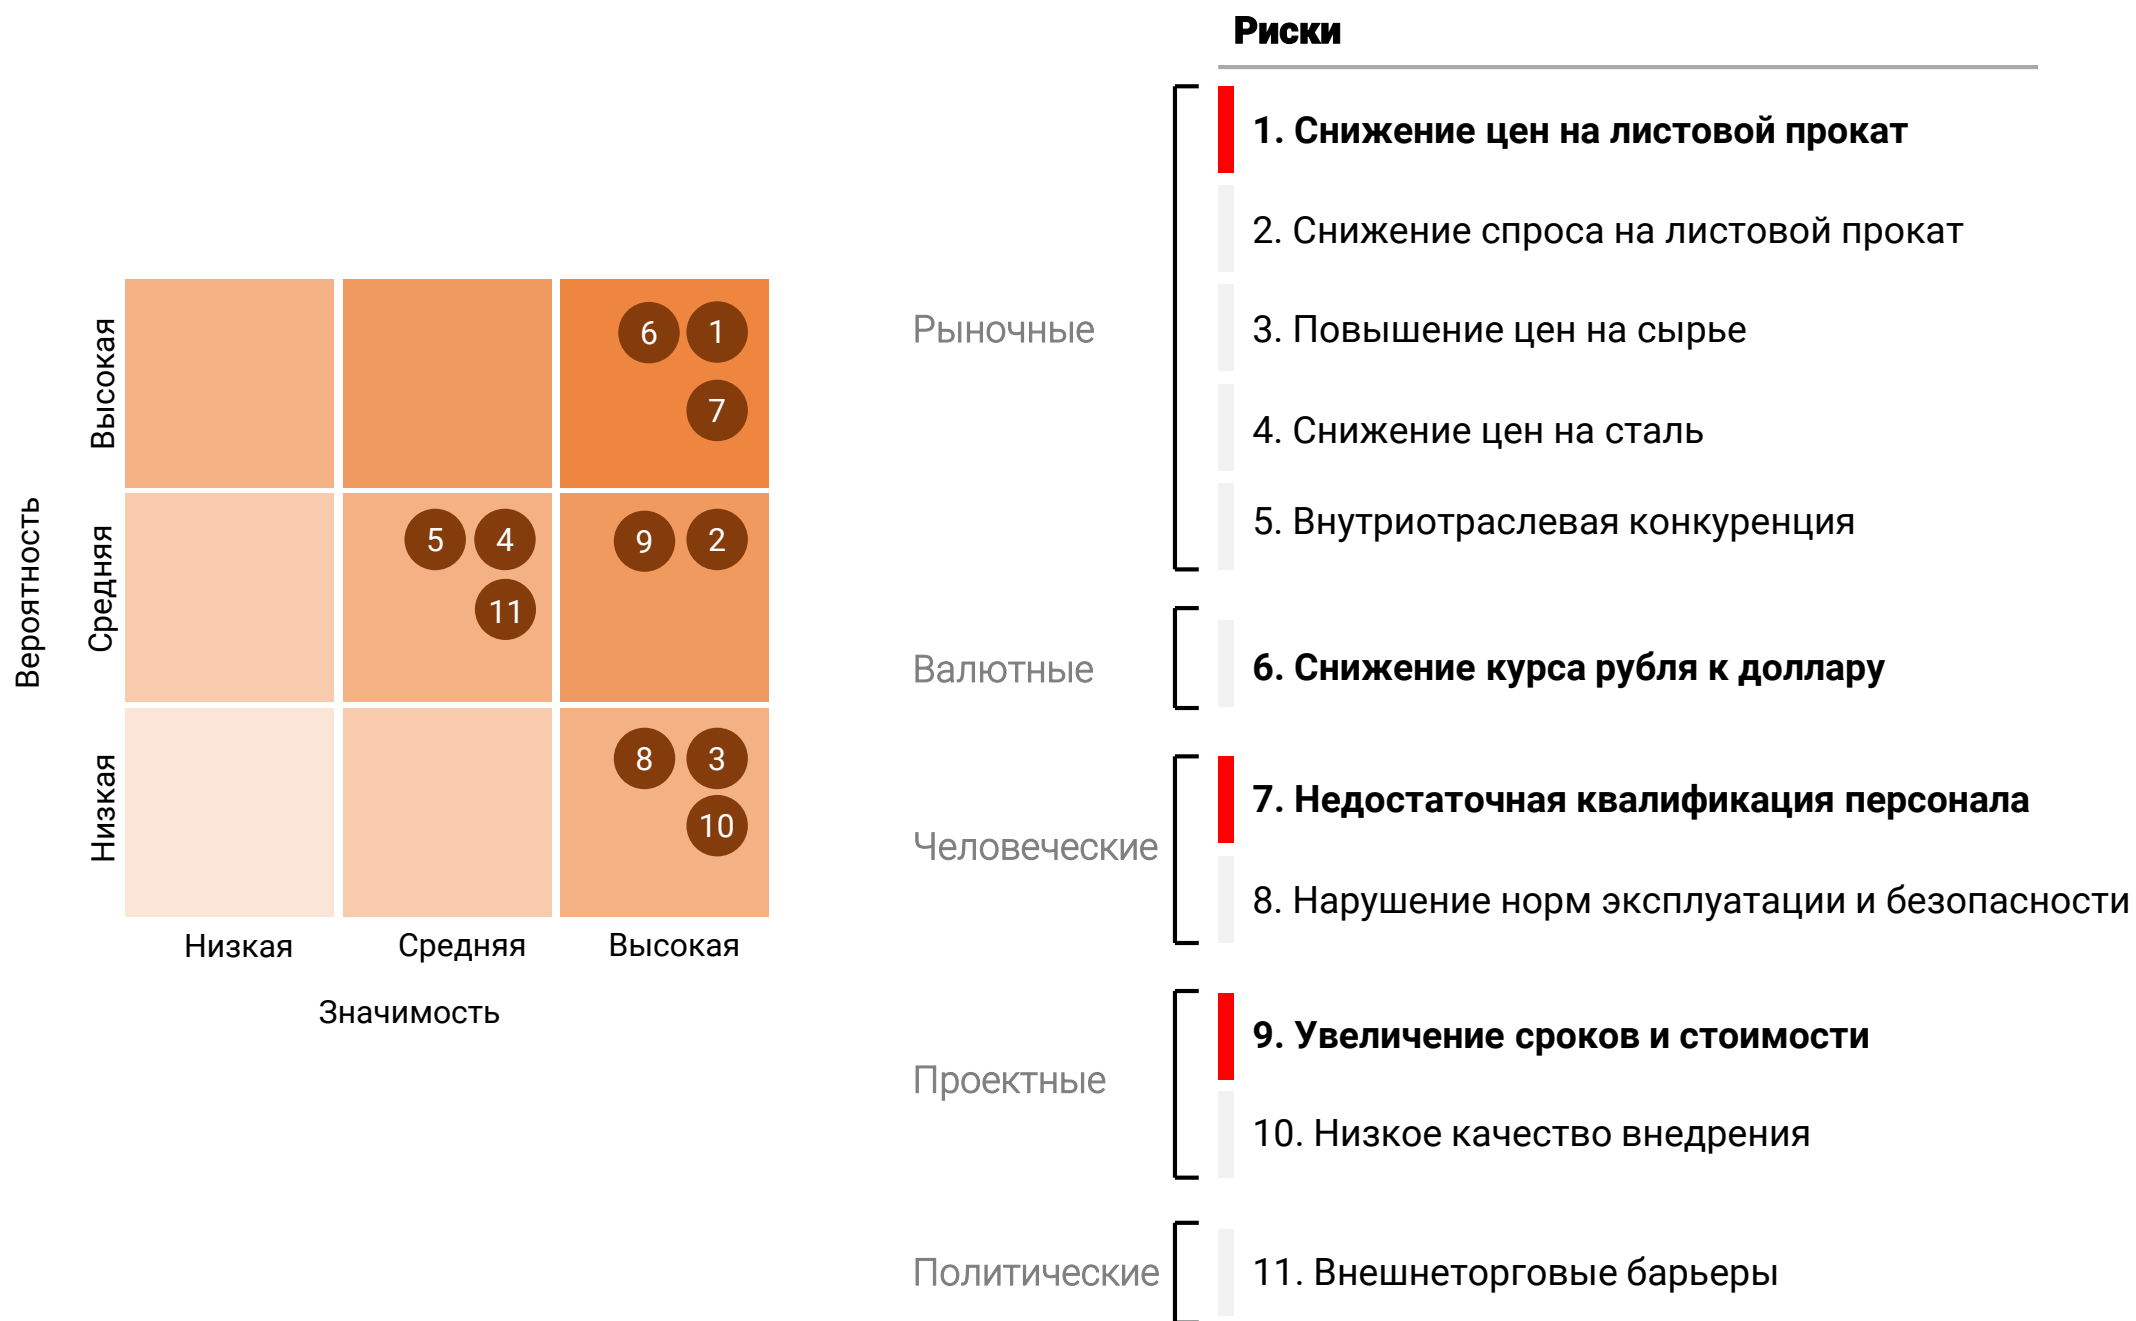 Риски
Вероятность
Высокая
6
1
7
Средняя
5
4
9
2
11
Низкая
8
3
10
Низкая
Средняя
Высокая
Значимость
Рыночные
1. Снижение цен на листовой прокат
2. Снижение спроса на листовой прокат
3. Повышение цен на сырье
4. Снижение цен на сталь
5. Внутриотраслевая конкуренция
Валютные
6. Снижение курса рубля к доллару
Человеческие
7. Недостаточная квалификация персонала
8. Нарушение норм эксплуатации и безопасности
Проектные
9. Увеличение сроков и стоимости
10. Низкое качество внедрения
Политические
11. Внешнеторговые барьеры